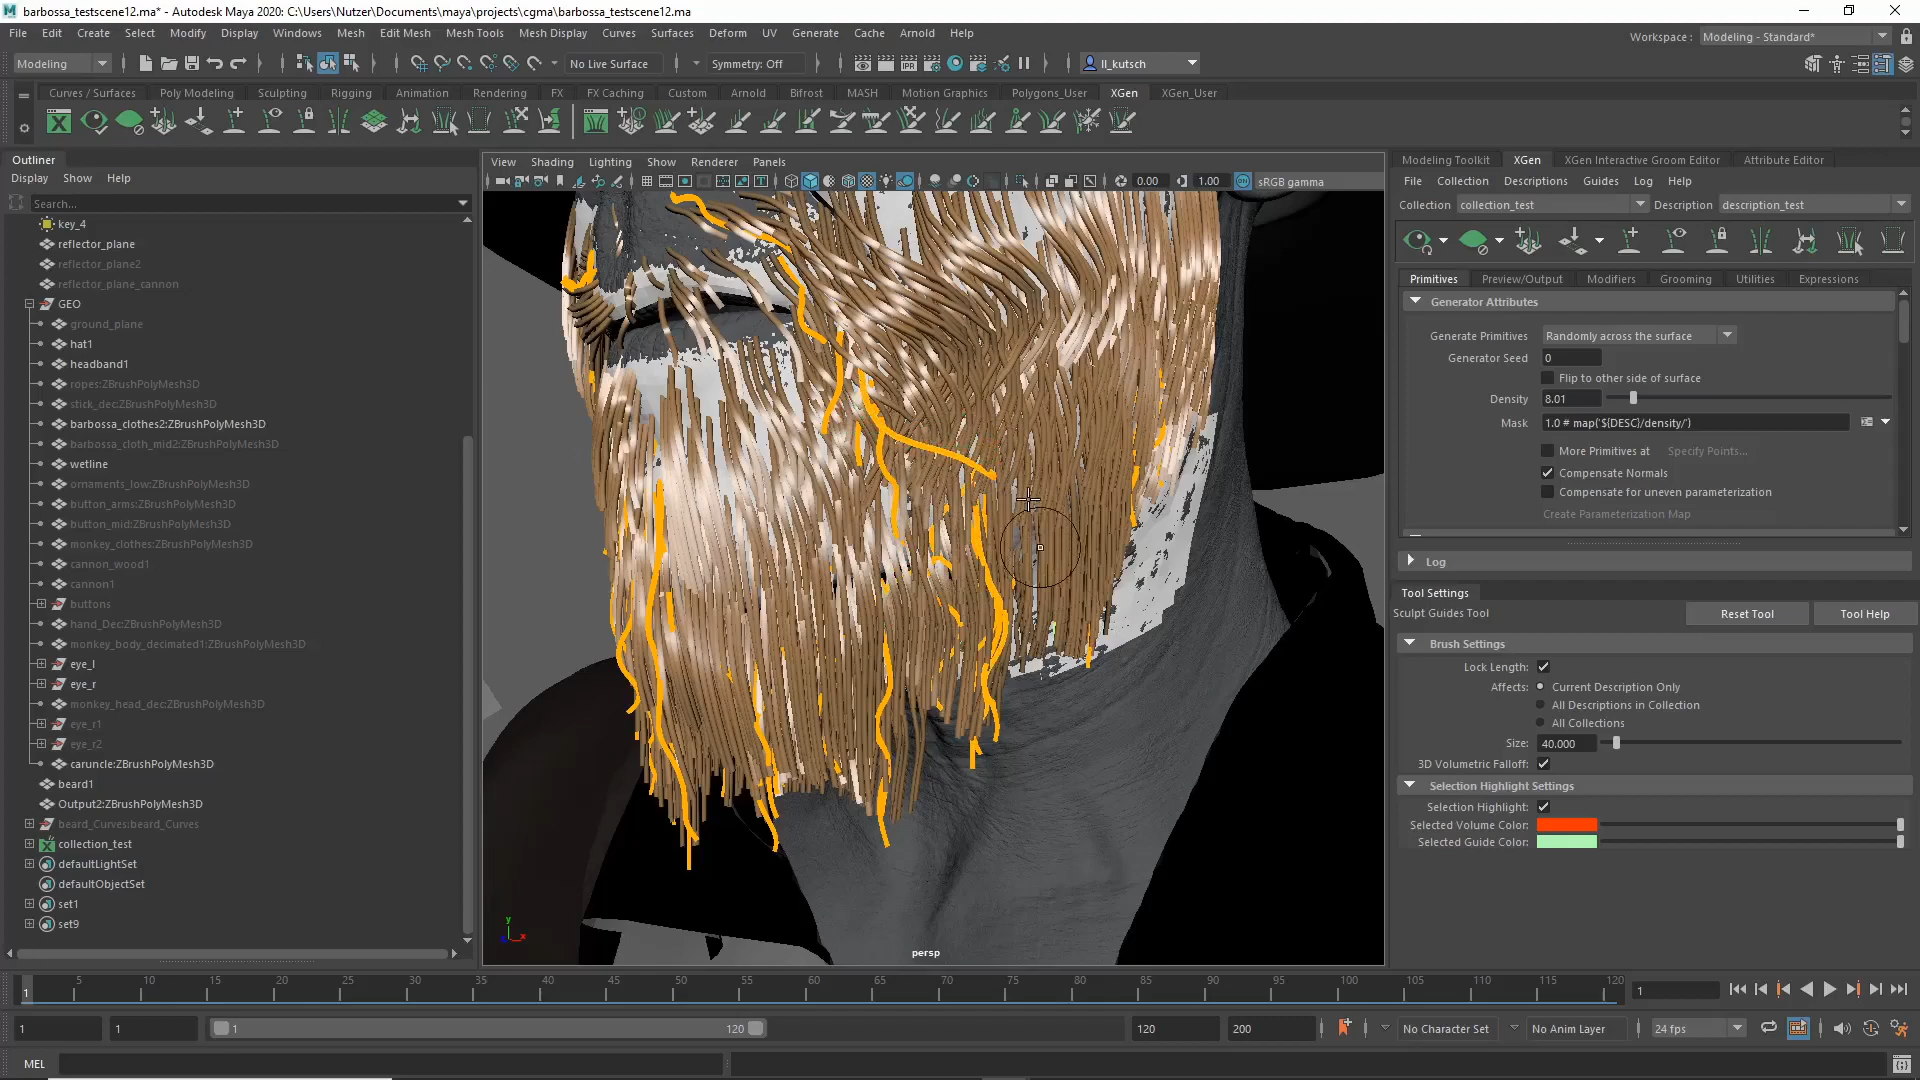 barbossa_testscene12.ma* - Autodesk Maya 2020: C:\Users\Nutzer\Documents\maya\projects\cgma\barbossa_testscene12.ma
File Edit Create Select Modify Display Windows Mesh Edit Mesh Mesh Tools Mesh Display Curves Surfaces Deform UV Generate Cache Arnold Help
Workspace : Modeling - Standard*
Modeling No Live Surface Symmetry: Off ll_kutsch
Curves / Surfaces Poly Modeling Sculpting Rigging Animation Rendering FX FX Caching Custom Arnold Bifrost MASH Motion Graphics Polygons_User XGen XGen_User
Outliner
Display Show Help
Search...
key_4
reflector_plane
reflector_plane2
reflector_plane_cannon
GEO
ground_plane
hat1
headband1
ropes:ZBrushPolyMesh3D
stick_dec:ZBrushPolyMesh3D
barbossa_clothes2:ZBrushPolyMesh3D
barbossa_cloth_mid2:ZBrushPolyMesh3D
wetline
ornaments_low:ZBrushPolyMesh3D
button_arms:ZBrushPolyMesh3D
button_mid:ZBrushPolyMesh3D
monkey_clothes:ZBrushPolyMesh3D
cannon_wood1
cannon1
buttons
hand_Dec:ZBrushPolyMesh3D
monkey_body_decimated1:ZBrushPolyMesh3D
eye_l
eye_r
monkey_head_dec:ZBrushPolyMesh3D
eye_r1
eye_r2
caruncle:ZBrushPolyMesh3D
beard1
Output2:ZBrushPolyMesh3D
beard_Curves:beard_Curves
collection_test
defaultLightSet
defaultObjectSet
set1
set9
View Shading Lighting Show Renderer Panels
0.00 1.00 sRGB gamma
y
x
persp
Modeling Toolkit XGen XGen Interactive Groom Editor Attribute Editor
File Collection Descriptions Guides Log Help
Collection collection_test Description description_test
Primitives Preview/Output Modifiers Grooming Utilities Expressions
Generator Attributes
Generate Primitives Randomly across the surface
Generator Seed 0
Flip to other side of surface
Density 8.01
Mask 1.0 # map('${DESC}/density/')
More Primitives at Specify Points...
Compensate Normals
Compensate for uneven parameterization
Create Parameterization Map
Log
Tool Settings
Sculpt Guides Tool Reset Tool Tool Help
Brush Settings
Lock Length:
Affects: Current Description Only
All Descriptions in Collection
All Collections
Size: 40.000
3D Volumetric Falloff:
Selection Highlight Settings
Selection Highlight:
Selected Volume Color:
Selected Guide Color:
1 5 10 15 20 25 30 35 40 45 50 55 60 65 70 75 80 85 90 95 100 105 110 115 120 1
1 1 1 120 120 200 No Character Set No Anim Layer 24 fps
MEL